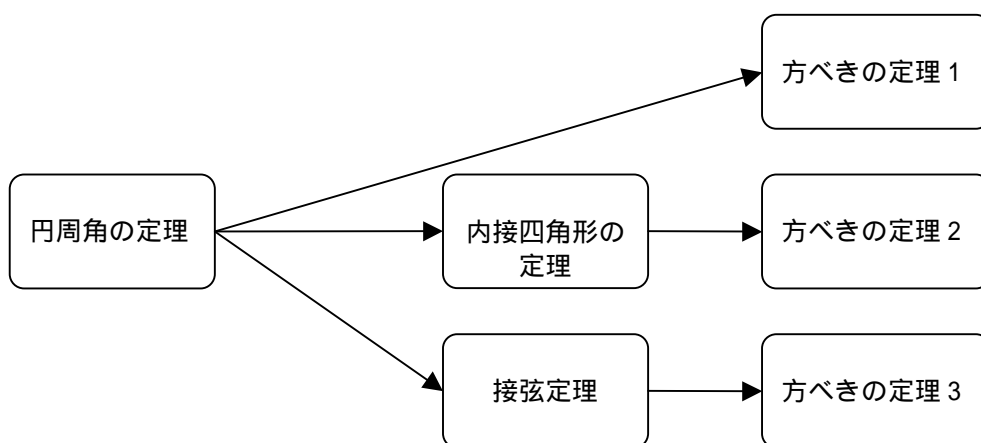 方べきの定理 1
円周角の定理
内接四角形の
定理
方べきの定理 2
接弦定理
方べきの定理 3